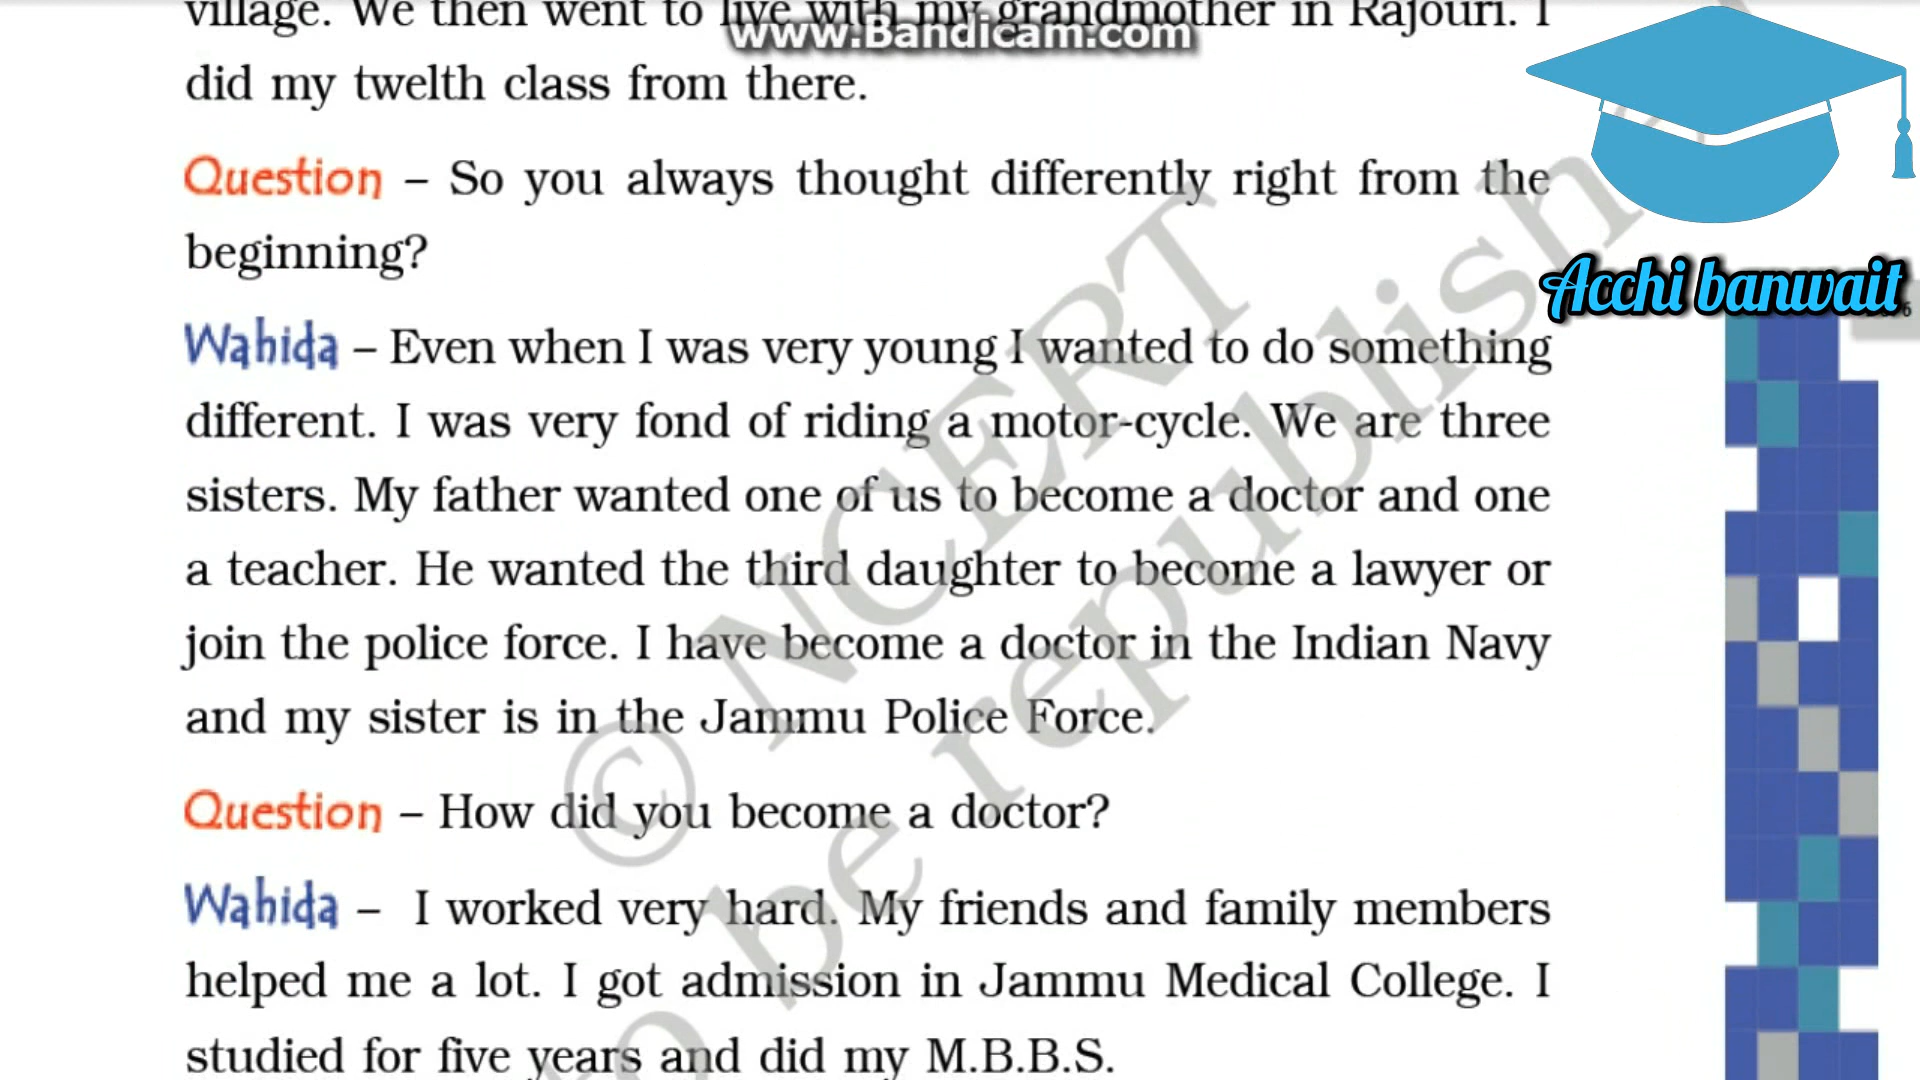 village. We then went to live with my grandmother in Rajouri. I
www.Bandicam.com
did my twelth class from there.
Question – So you always thought differently right from the
beginning?
Acchi banwait
Wahida – Even when I was very young I wanted to do something
different. I was very fond of riding a motor-cycle. We are three
sisters. My father wanted one of us to become a doctor and one
a teacher. He wanted the third daughter to become a lawyer or
join the police force. I have become a doctor in the Indian Navy
and my sister is in the Jammu Police Force.
Question – How did you become a doctor?
Wahida – I worked very hard. My friends and family members
helped me a lot. I got admission in Jammu Medical College. I
studied for five years and did my M.B.B.S.
© NCERT
to be republish